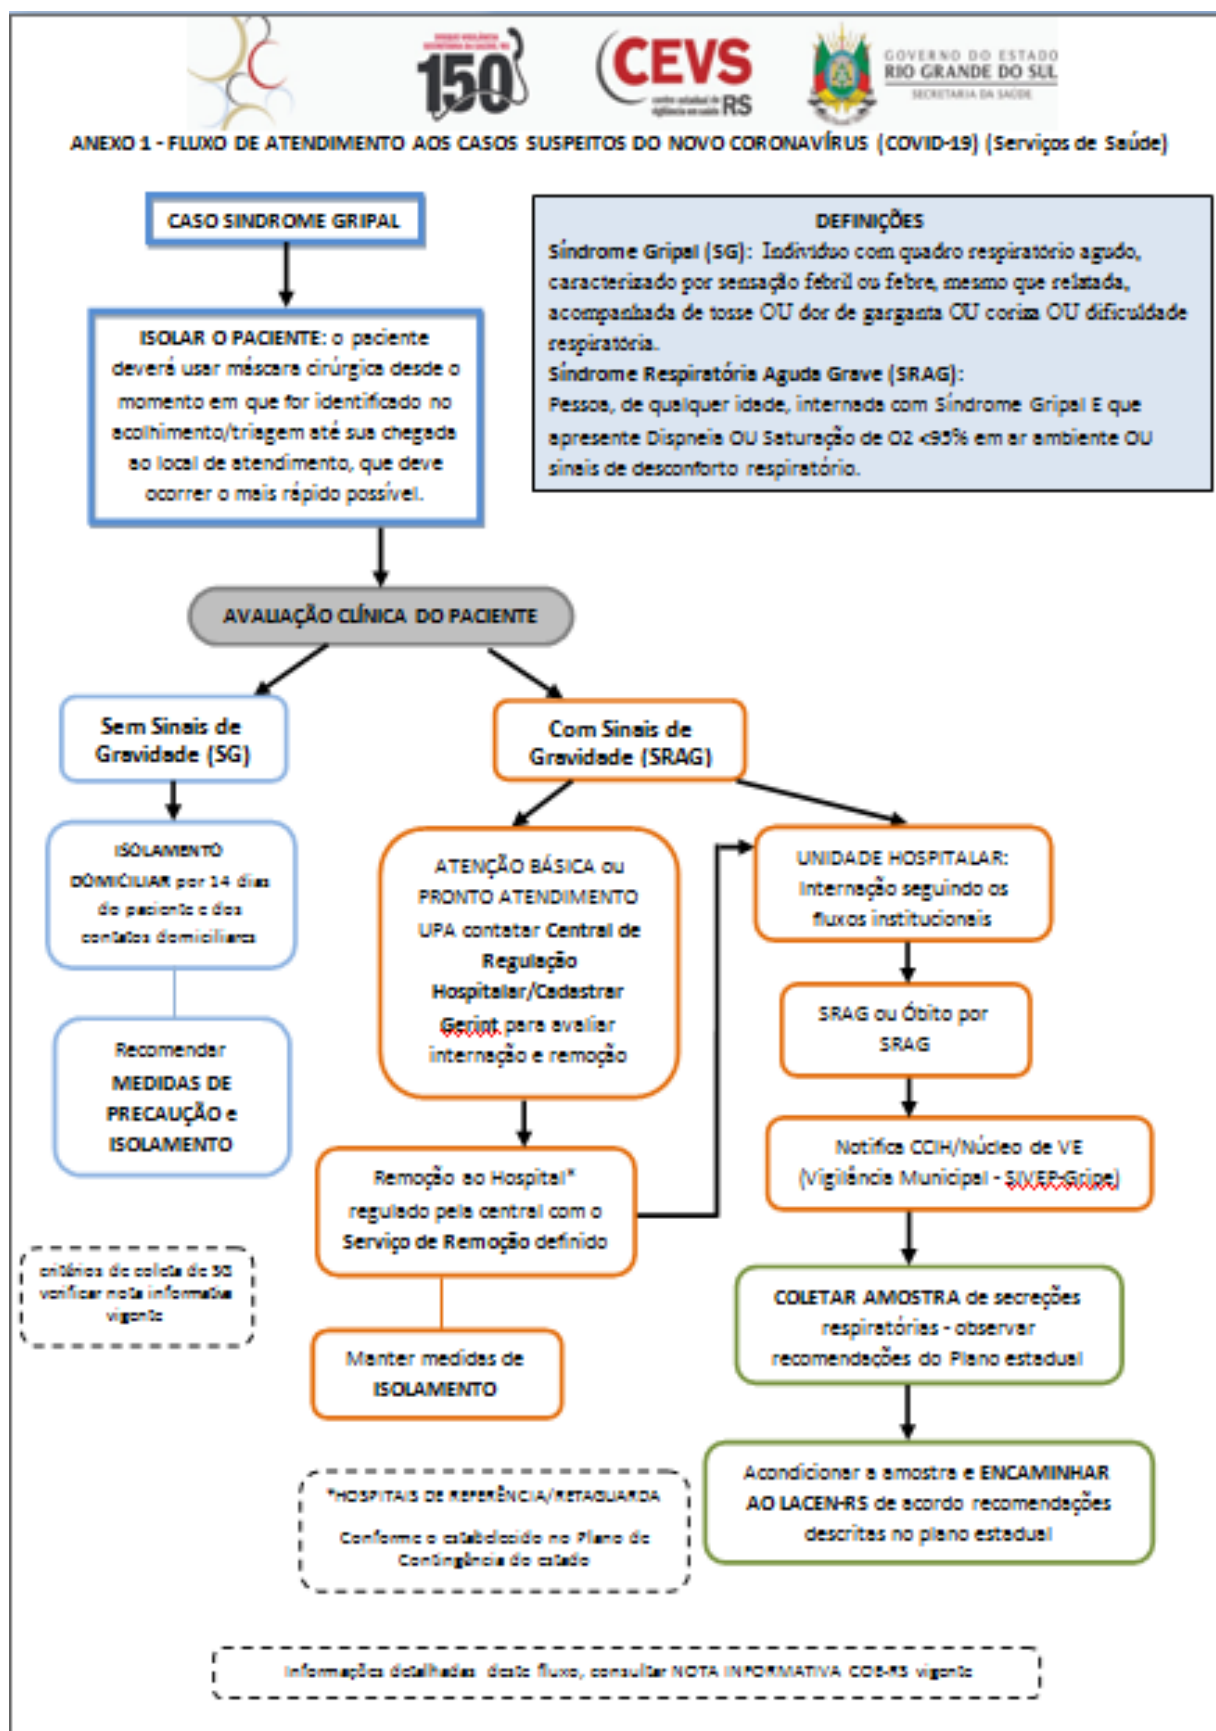 DISQUE VIGILÂNCIA
SECRETARIA DA SAÚDE/RS
150
CEVS
centro estadual de
vigilância em saúde RS
GOVERNO DO ESTADO
RIO GRANDE DO SUL
SECRETARIA DA SAÚDE
ANEXO 1 - FLUXO DE ATENDIMENTO AOS CASOS SUSPEITOS DO NOVO CORONAVÍRUS (COVID-19) (Serviços de Saúde)
CASO SINDROME GRIPAL
DEFINIÇÕES
Síndrome Gripal (SG): Indivíduo com quadro respiratório agudo,
caracterizado por sensação febril ou febre, mesmo que relatada,
acompanhada de tosse OU dor de garganta OU coriza OU dificuldade
respiratória.
Síndrome Respiratória Aguda Grave (SRAG):
Pessoa, de qualquer idade, internada com Síndrome Gripal E que
apresente Dispneia OU Saturação de O2 <95% em ar ambiente OU
sinais de desconforto respiratório.
ISOLAR O PACIENTE: o paciente
deverá usar máscara cirúrgica desde o
momento em que for identificado no
acolhimento/triagem até sua chegada
ao local de atendimento, que deve
ocorrer o mais rápido possível.
AVALIAÇÃO CLÍNICA DO PACIENTE
Sem Sinais de
Gravidade (SG)
Com Sinais de
Gravidade (SRAG)
ISOLAMENTO
DOMICILIAR por 14 dias
do paciente e dos
contatos domiciliares
Recomendar
MEDIDAS DE
PRECAUÇÃO e
ISOLAMENTO
critérios de coleta de SG
verificar nota informativa
vigente
ATENÇÃO BÁSICA ou
PRONTO ATENDIMENTO
UPA contatar Central de
Regulação
Hospitalar/Cadastrar
Gerint para avaliar
internação e remoção
Remoção ao Hospital*
regulado pela central com o
Serviço de Remoção definido
Manter medidas de
ISOLAMENTO
*HOSPITAIS DE REFERÊNCIA/RETAGUARDA
Conforme o estabelecido no Plano de
Contingência do estado
UNIDADE HOSPITALAR:
Internação seguindo os
fluxos institucionais
SRAG ou Óbito por
SRAG
Notifica CCIH/Núcleo de VE
(Vigilância Municipal - SIVEP-Gripe)
COLETAR AMOSTRA de secreções
respiratórias - observar
recomendações do Plano estadual
Acondicionar a amostra e ENCAMINHAR
AO LACEN-RS de acordo recomendações
descritas no plano estadual
Informações detalhadas deste fluxo, consultar NOTA INFORMATIVA COE-RS vigente